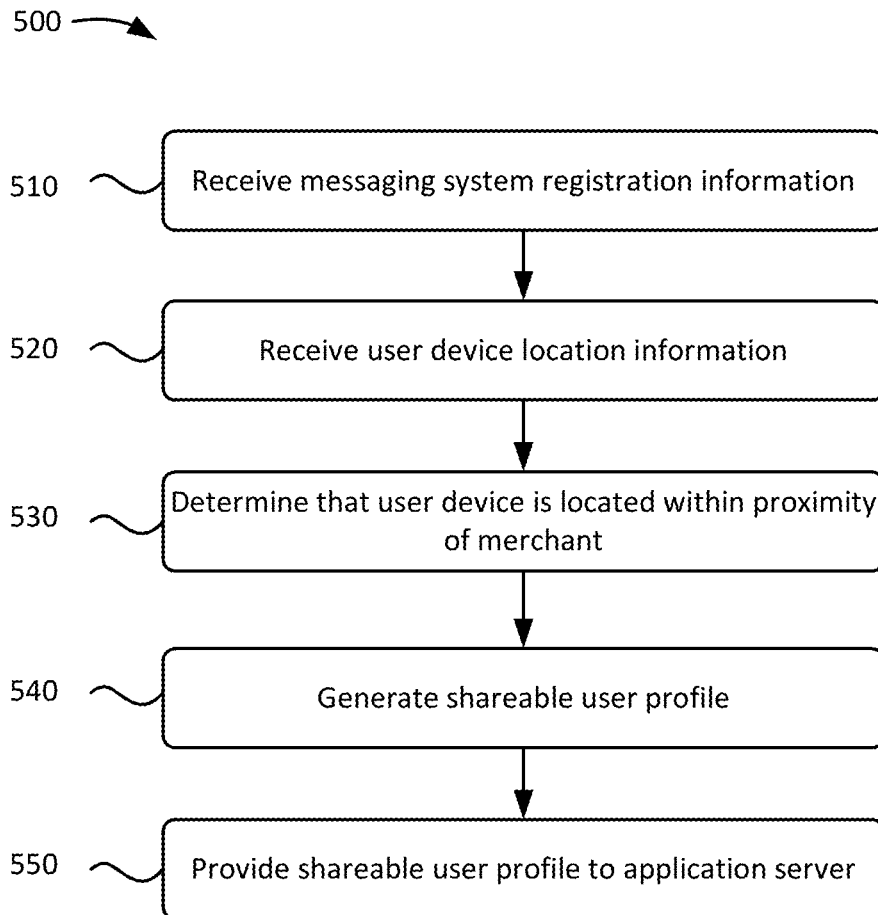 500
510
Receive messaging system registration information
520
Receive user device location information
530
Determine that user device is located within proximity
of merchant
540
Generate shareable user profile
550
Provide shareable user profile to application server